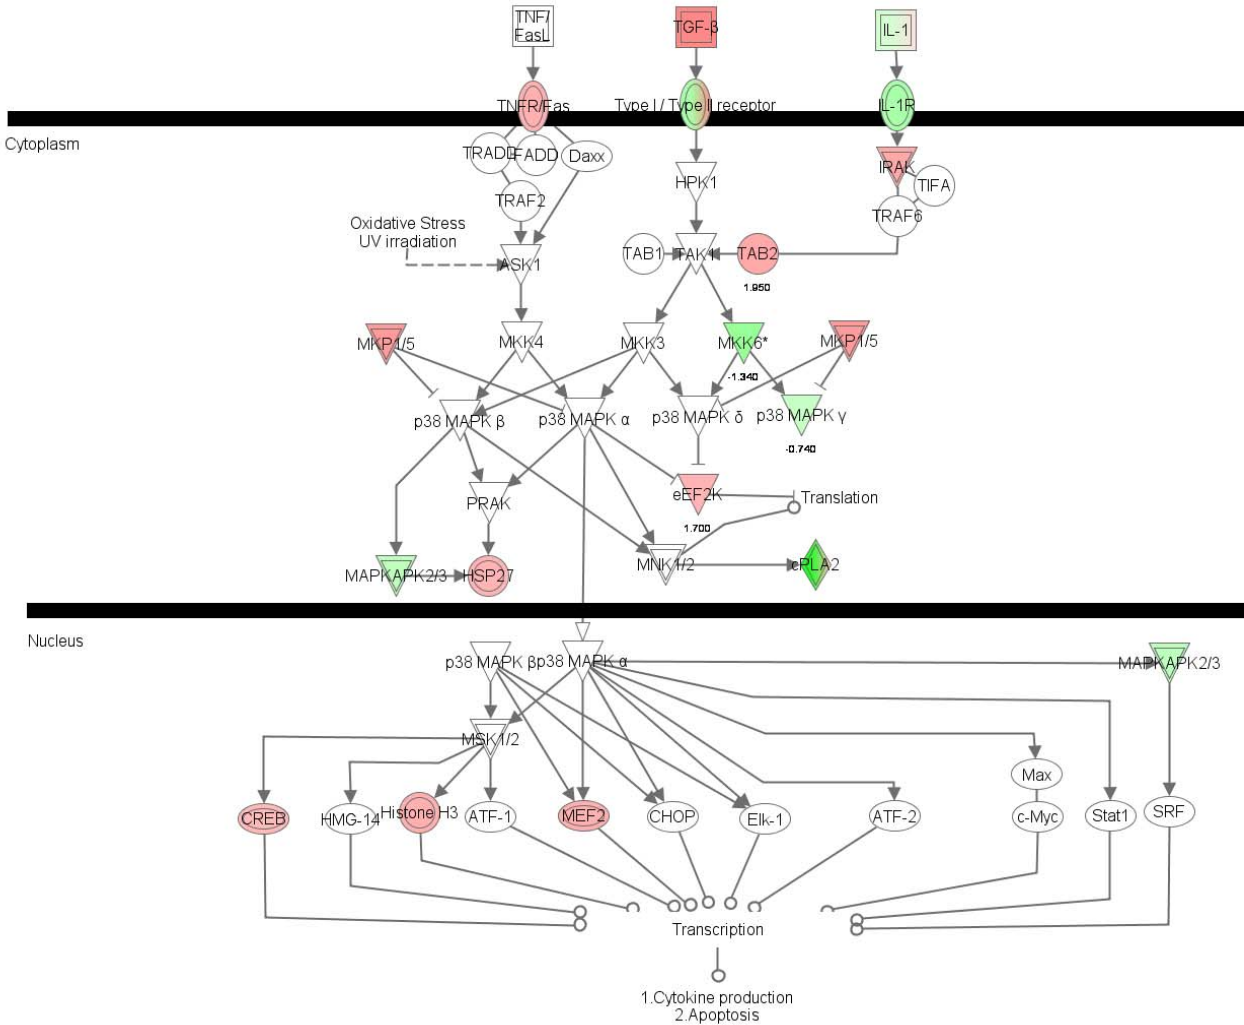 TNF/
FasL
TGF-β
IL-1
TNFR/Fas
Type I / Type II receptor
IL-1R
Cytoplasm
TRADD
FADD
Daxx
IRAK
TIFA
HPK1
TRAF2
TRAF6
Oxidative Stress
UV irradiation
ASK1
TAB1
TAK1
TAB2
1.950
MKP1/5
MKK4
MKK3
MKK6*
MKP1/5
-1.340
p38 MAPK β
p38 MAPK α
p38 MAPK δ
p38 MAPK γ
-0.740
PRAK
eEF2K
Translation
1.700
MAPKAPK2/3
HSP27
MNK1/2
cPLA2
Nucleus
p38 MAPK β
p38 MAPK α
MAPKAPK2/3
MSK1/2
Max
CREB
HMG-14
Histone H3
ATF-1
MEF2
CHOP
Elk-1
ATF-2
c-Myc
Stat1
SRF
Transcription
1.Cytokine production
2.Apoptosis